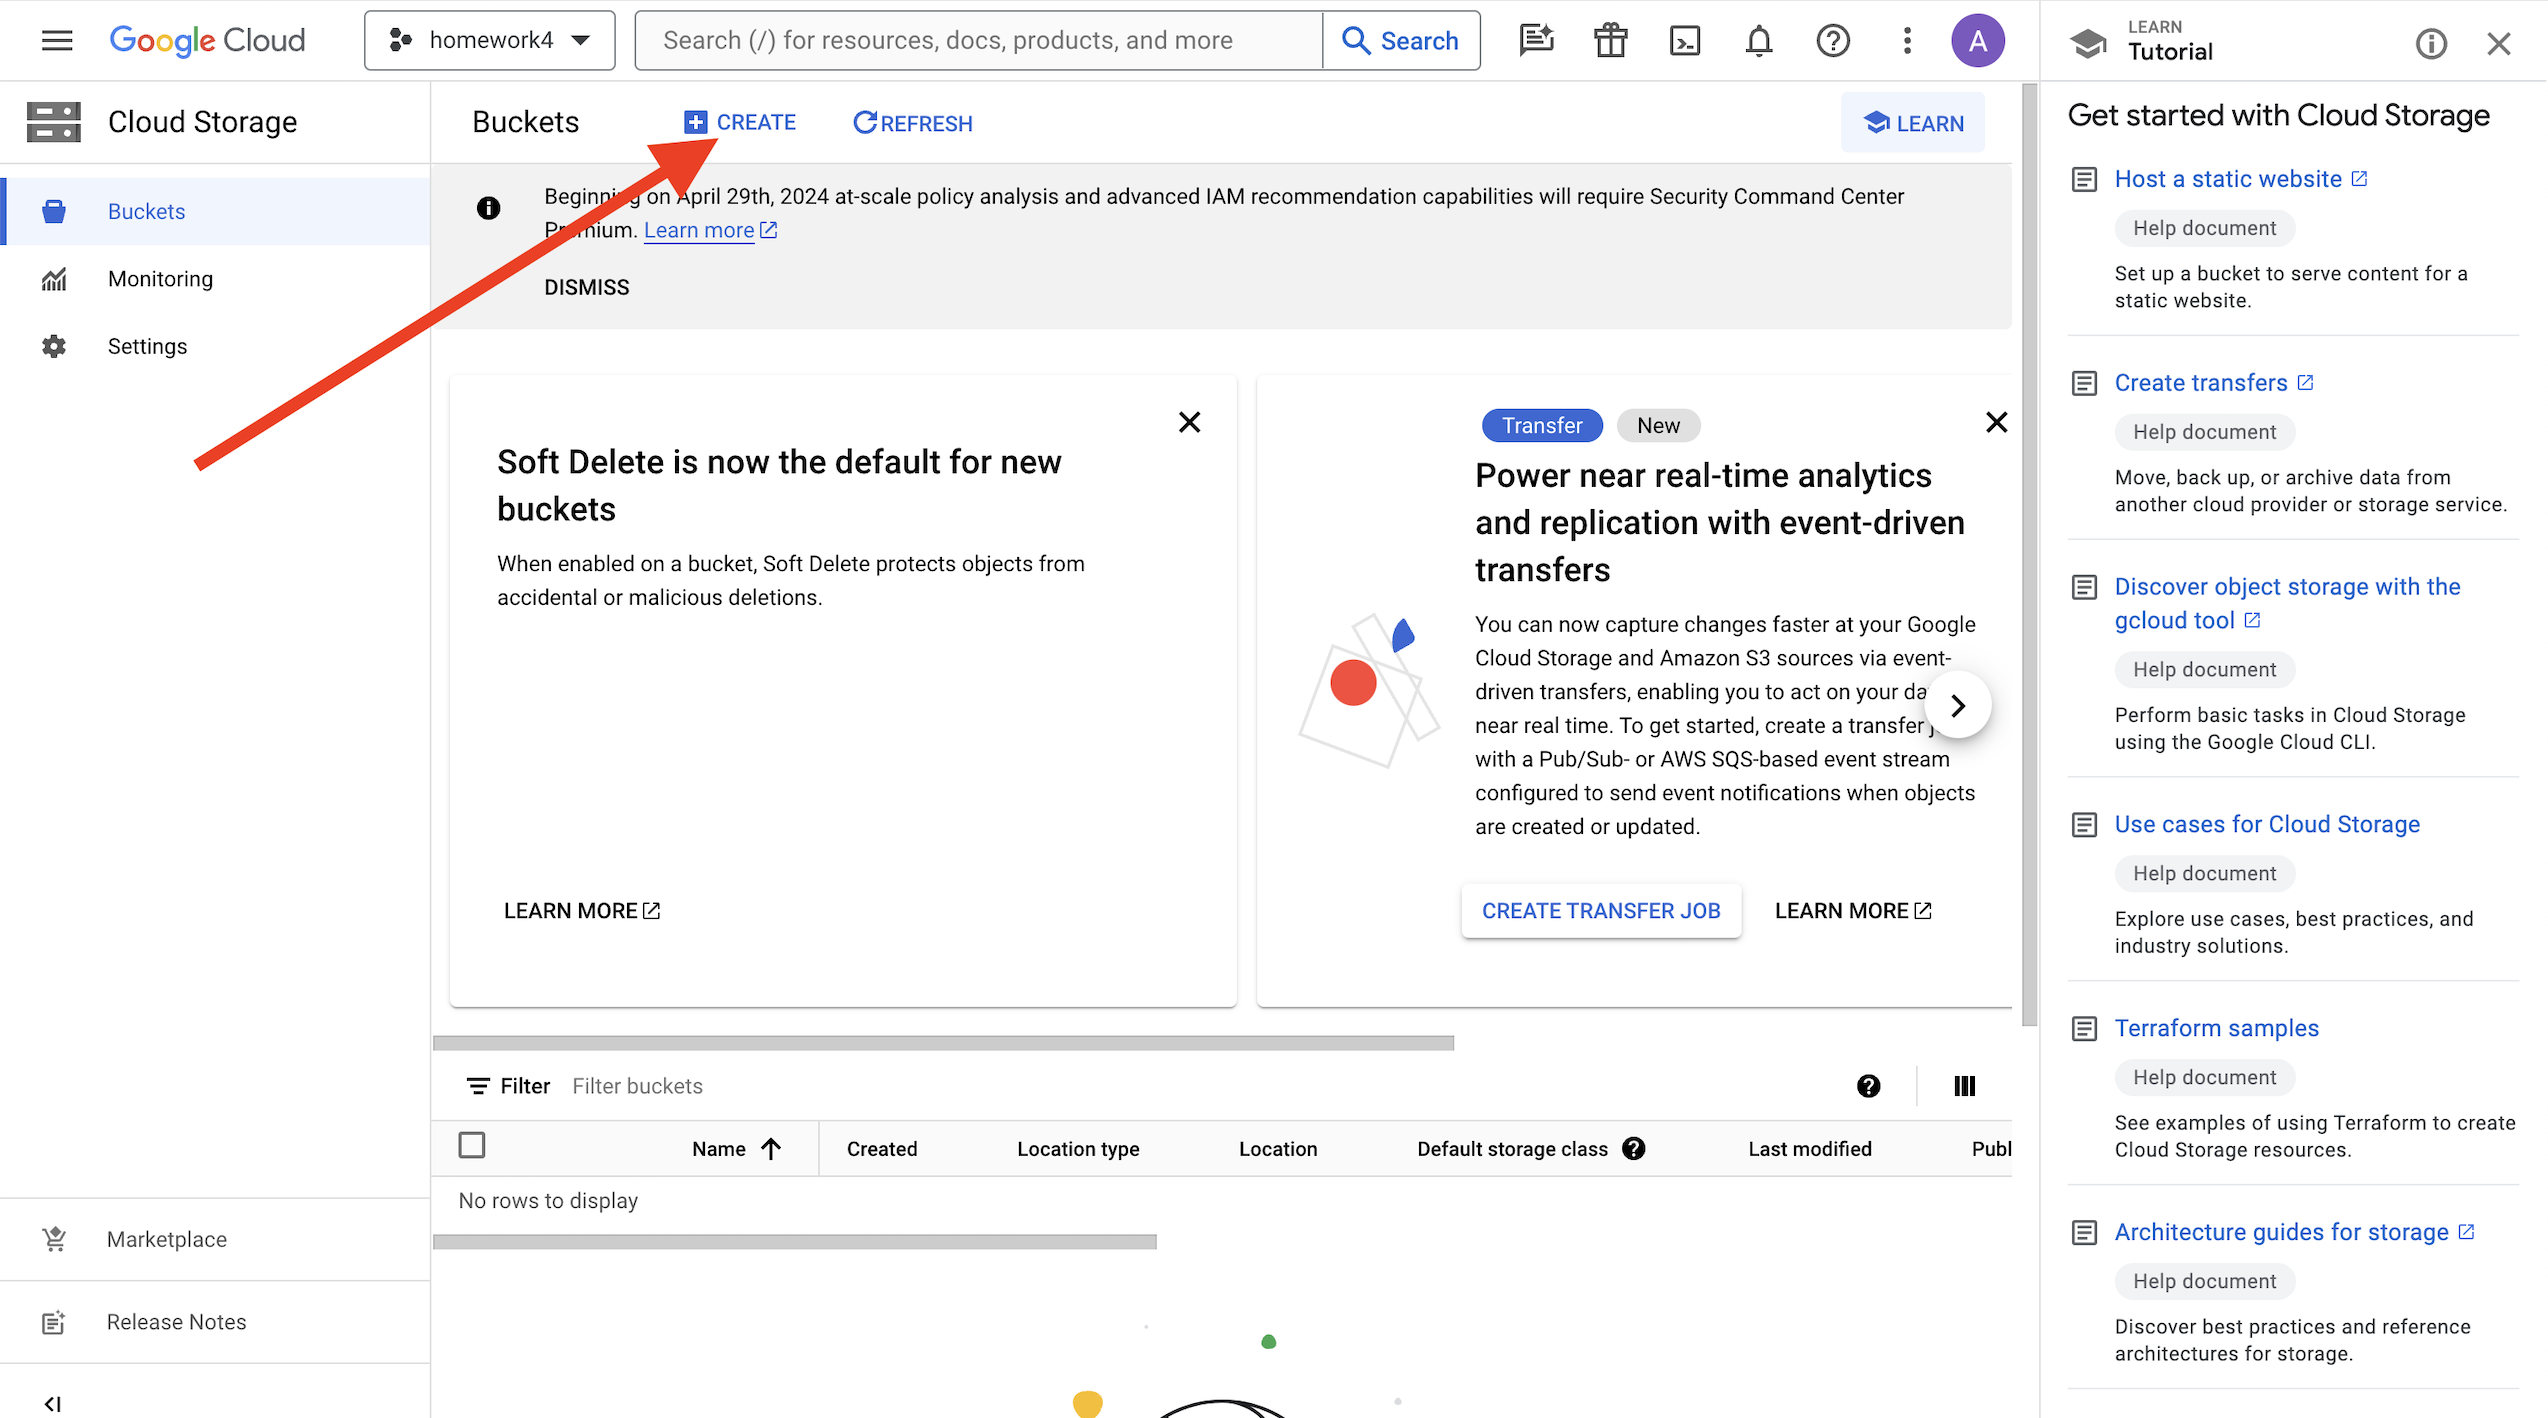 Google Cloud
homework4
Search (/) for resources, docs, products, and more
Search
A
LEARN
Tutorial
Cloud Storage
Buckets
CREATE
REFRESH
LEARN
Buckets
Monitoring
Settings
Beginning on April 29th, 2024 at-scale policy analysis and advanced IAM recommendation capabilities will require Security Command Center
Premium. Learn more
DISMISS
Soft Delete is now the default for new
buckets
When enabled on a bucket, Soft Delete protects objects from
accidental or malicious deletions.
LEARN MORE
Transfer
New
Power near real-time analytics
and replication with event-driven
transfers
You can now capture changes faster at your Google
Cloud Storage and Amazon S3 sources via event-
driven transfers, enabling you to act on your
near real time. To get started, create a transfer
with a Pub/Sub- or AWS SQS-based event stream
configured to send event notifications when objects
are created or updated.
CREATE TRANSFER JOB
LEARN MORE
Filter
Filter buckets
Name
Created
Location type
Location
Default storage class
Last modified
Publ
No rows to display
Marketplace
Release Notes
Get started with Cloud Storage
Host a static website
Help document
Set up a bucket to serve content for a
static website.
Create transfers
Help document
Move, back up, or archive data from
another cloud provider or storage service.
Discover object storage with the
gcloud tool
Help document
Perform basic tasks in Cloud Storage
using the Google Cloud CLI.
Use cases for Cloud Storage
Help document
Explore use cases, best practices, and
industry solutions.
Terraform samples
Help document
See examples of using Terraform to create
Cloud Storage resources.
Architecture guides for storage
Help document
Discover best practices and reference
architectures for storage.